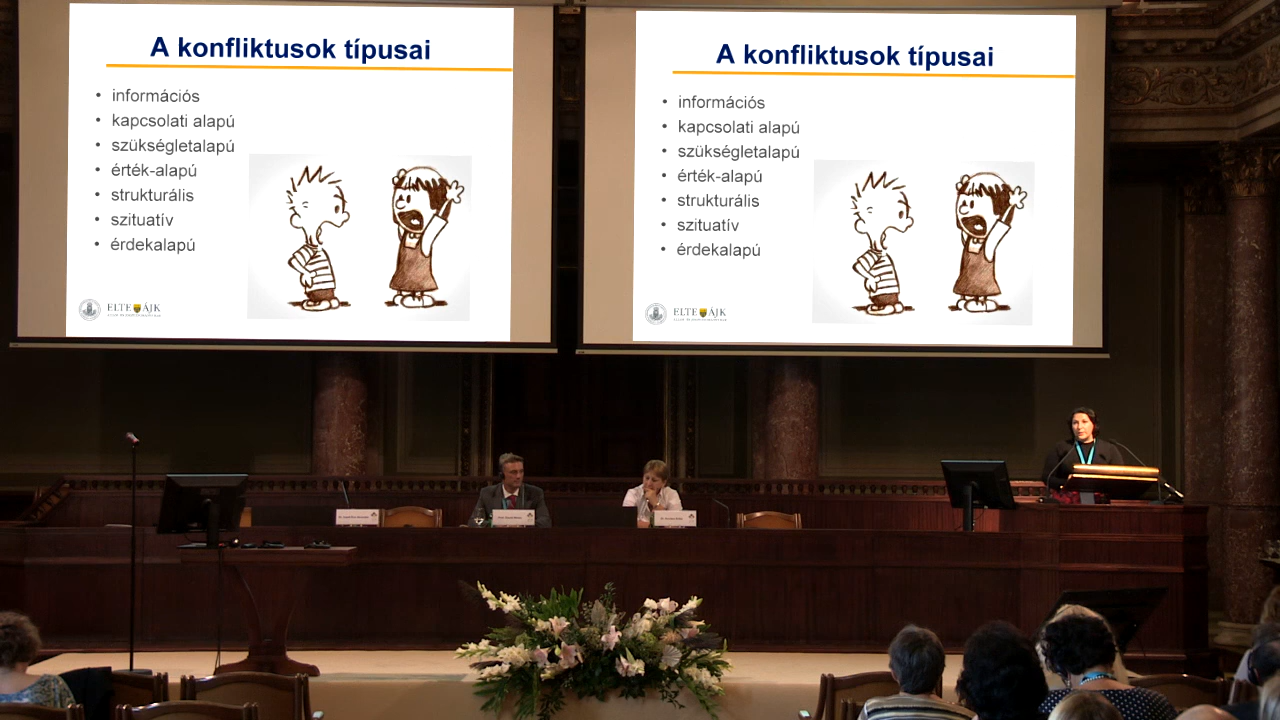 A konfliktusok típusai
• információs
• kapcsolati alapú
• szükségletalapú
• érték-alapú
• strukturális
• szituatív
• érdekalapú
ELTE ÁJK
A konfliktusok típusai
• információs
• kapcsolati alapú
• szükségletalapú
• érték-alapú
• strukturális
• szituatív
• érdekalapú
ELTE ÁJK